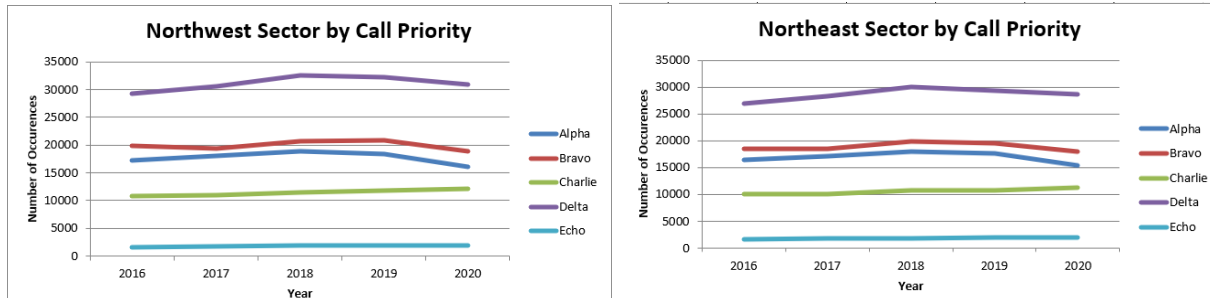 Northwest Sector by Call Priority
35000
30000
25000
20000
15000
10000
5000
0
Number of Occurences
2016 2017 2018 2019 2020
Year
Alpha
Bravo
Charlie
Delta
Echo
Northeast Sector by Call Priority
35000
30000
25000
20000
15000
10000
5000
0
Number of Occurences
2016 2017 2018 2019 2020
Year
Alpha
Bravo
Charlie
Delta
Echo